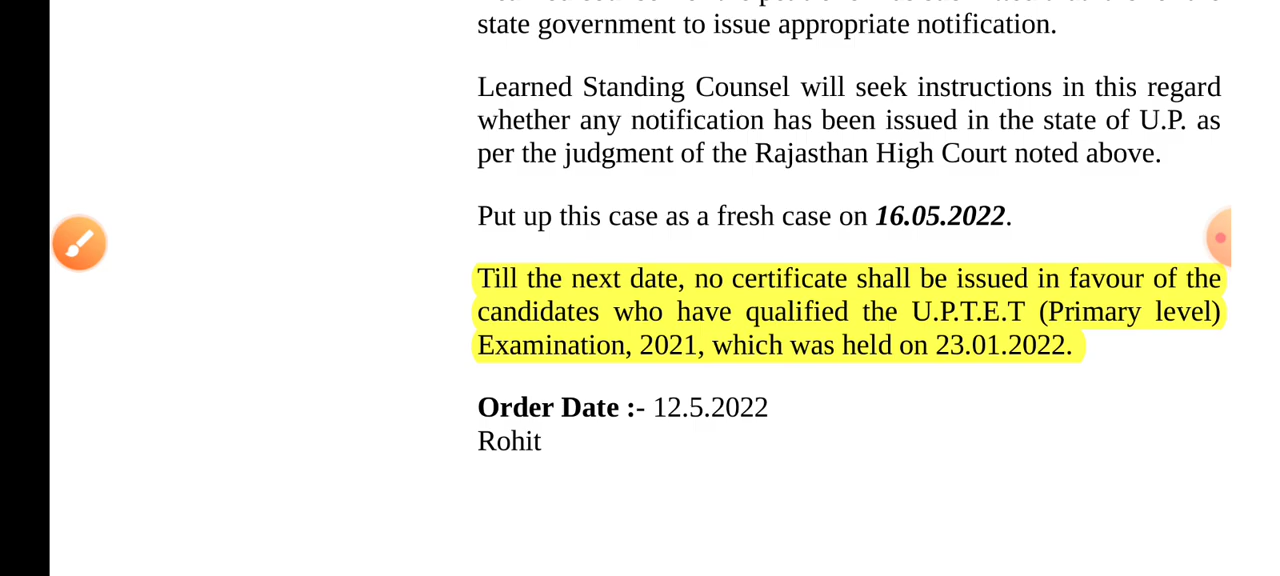 state government to issue appropriate notification.
Learned Standing Counsel will seek instructions in this regard
whether any notification has been issued in the state of U.P. as
per the judgment of the Rajasthan High Court noted above.
Put up this case as a fresh case on 16.05.2022.
Till the next date, no certificate shall be issued in favour of the
candidates who have qualified the U.P.T.E.T (Primary level)
Examination, 2021, which was held on 23.01.2022.
Order Date :- 12.5.2022
Rohit